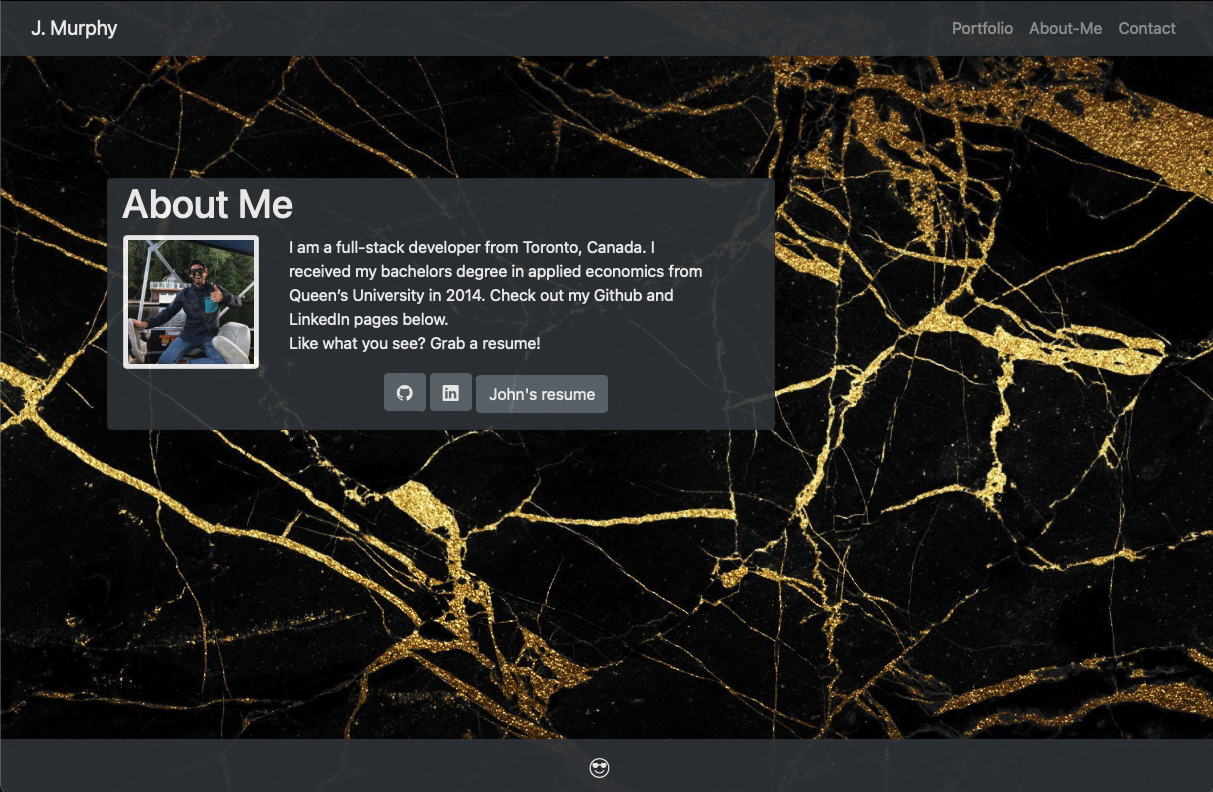 J. Murphy
Portfolio About-Me Contact
About Me
I am a full-stack developer from Toronto, Canada. I
received my bachelors degree in applied economics from
Queen’s University in 2014. Check out my Github and
LinkedIn pages below.
Like what you see? Grab a resume!
in
John's resume